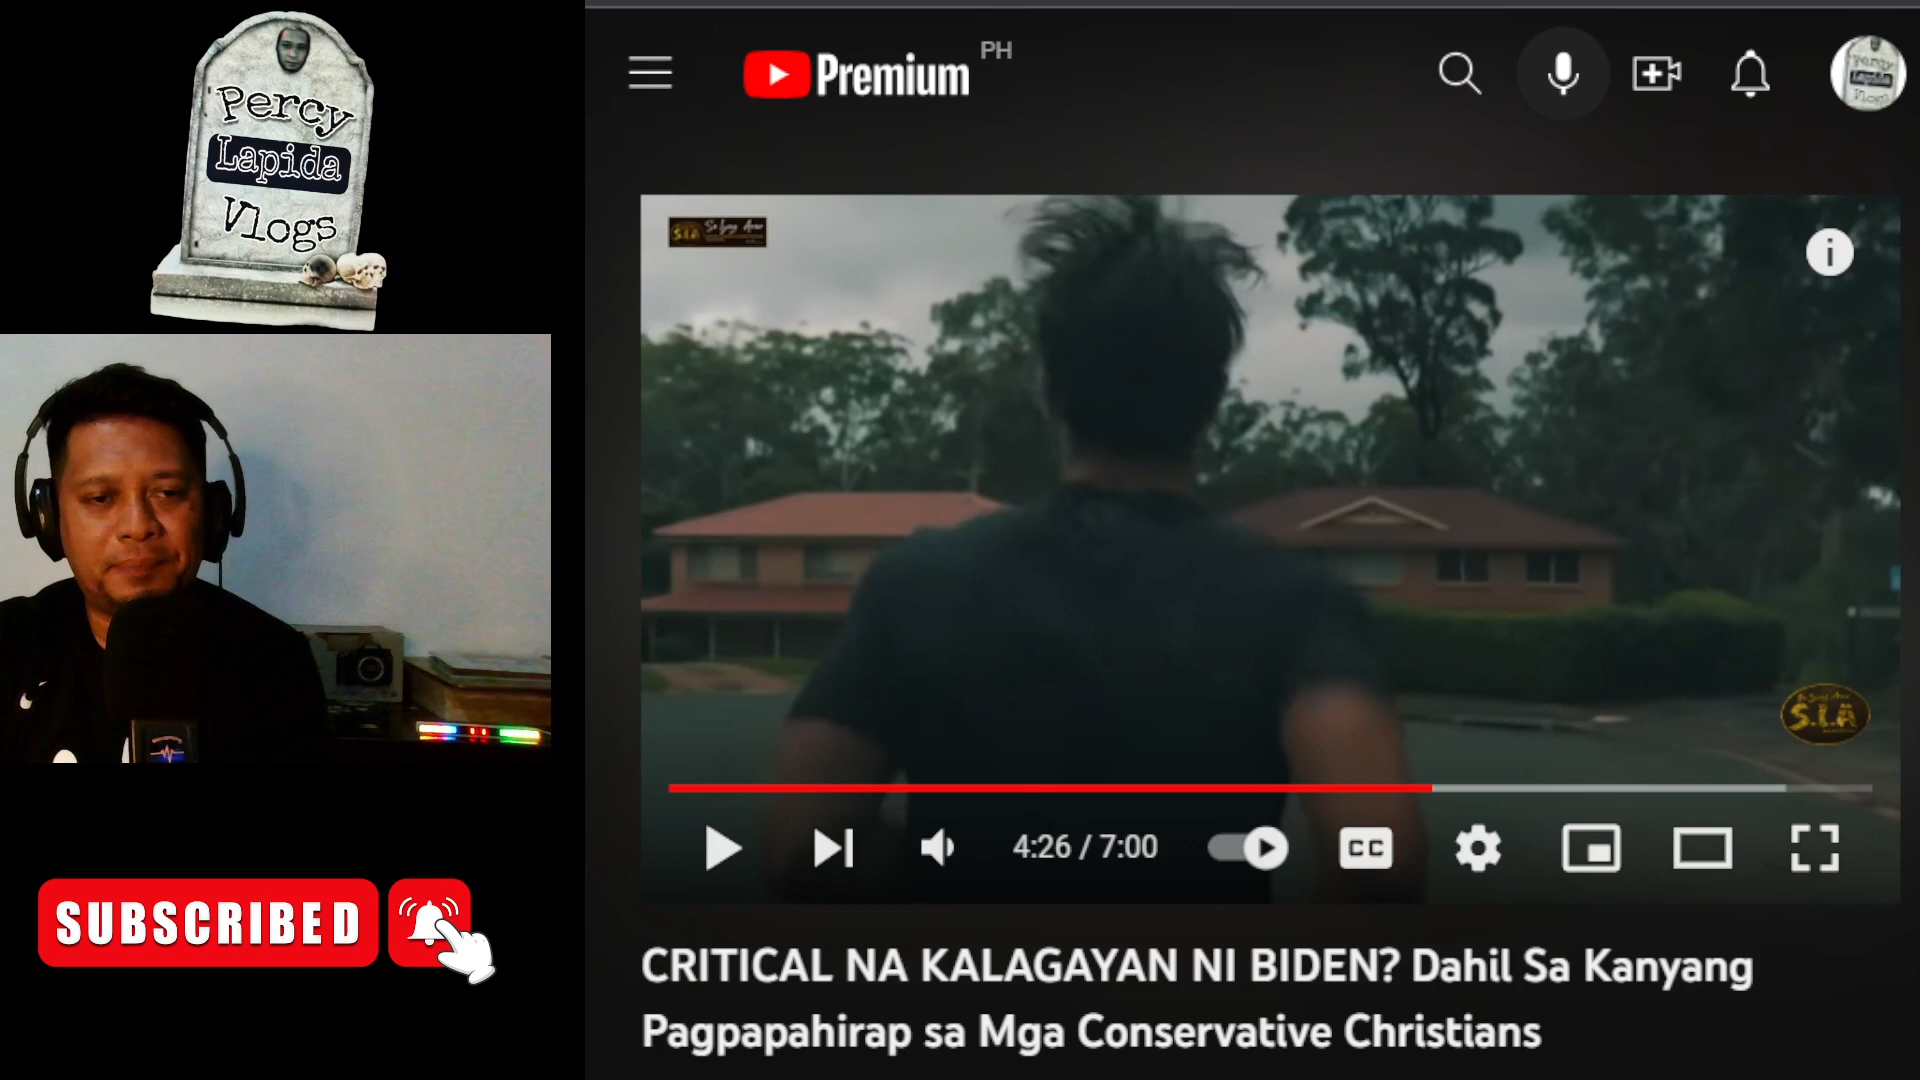 Percy
Lapida
Vlogs
SUBSCRIBED
Premium
PH
S.I.A
S.I.A
4:26 / 7:00
CC
CRITICAL NA KALAGAYAN NI BIDEN? Dahil Sa Kanyang
Pagpapahirap sa Mga Conservative Christians